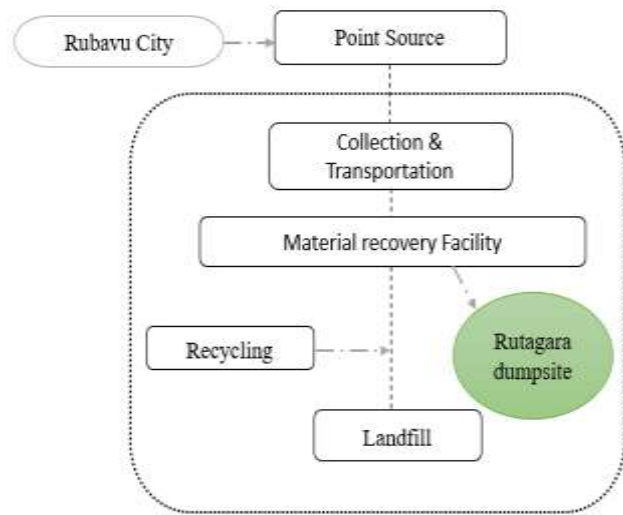 Rubavu City
Point Source
Collection &
Transportation
Material recovery Facility
Recycling
Rutagara
dumpsite
Landfill